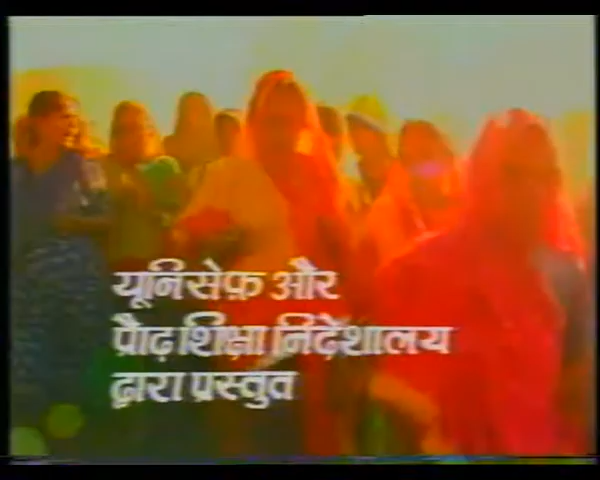 यूनिसेफ़ और
प्रौढ़ शिक्षा निदेशालय
द्वारा प्रस्तुत